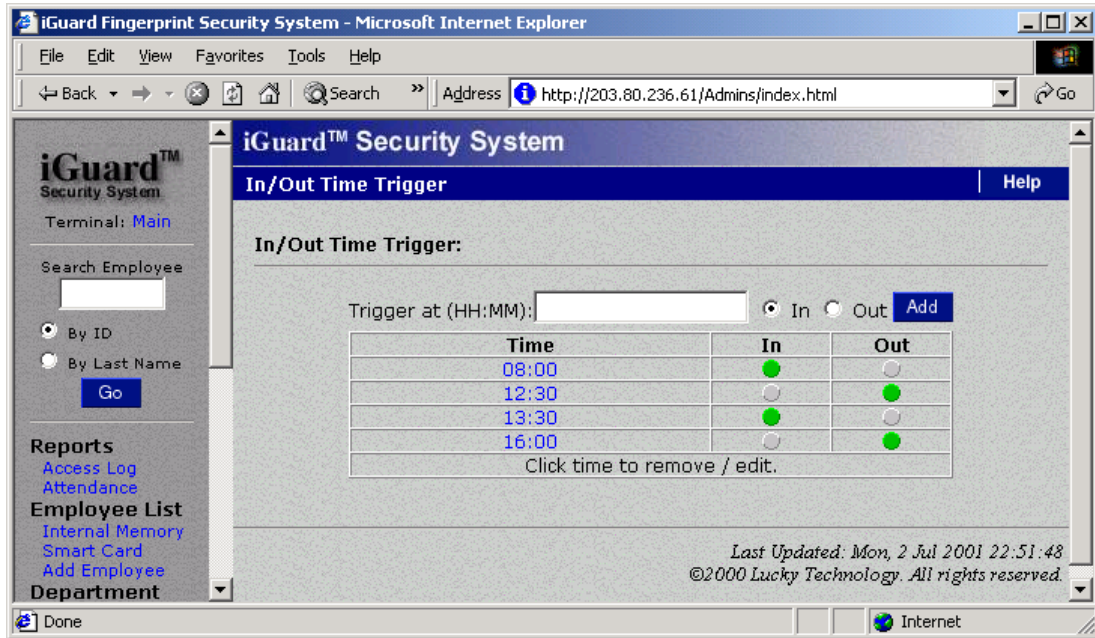 iGuard Fingerprint Security System - Microsoft Internet Explorer
File Edit View Favorites Tools Help
Back Search » Address http://203.80.236.61/Admins/index.html Go
iGuard™
Security System
Terminal: Main
Search Employee
By ID
By Last Name
Go
Reports
Access Log
Attendance
Employee List
Internal Memory
Smart Card
Add Employee
Department
iGuard™ Security System
In/Out Time Trigger | Help
In/Out Time Trigger:
Trigger at (HH:MM): In Out Add
Time In Out
08:00
12:30
13:30
16:00
Click time to remove / edit.
Last Updated: Mon, 2 Jul 2001 22:51:48
©2000 Lucky Technology. All rights reserved.
Done Internet